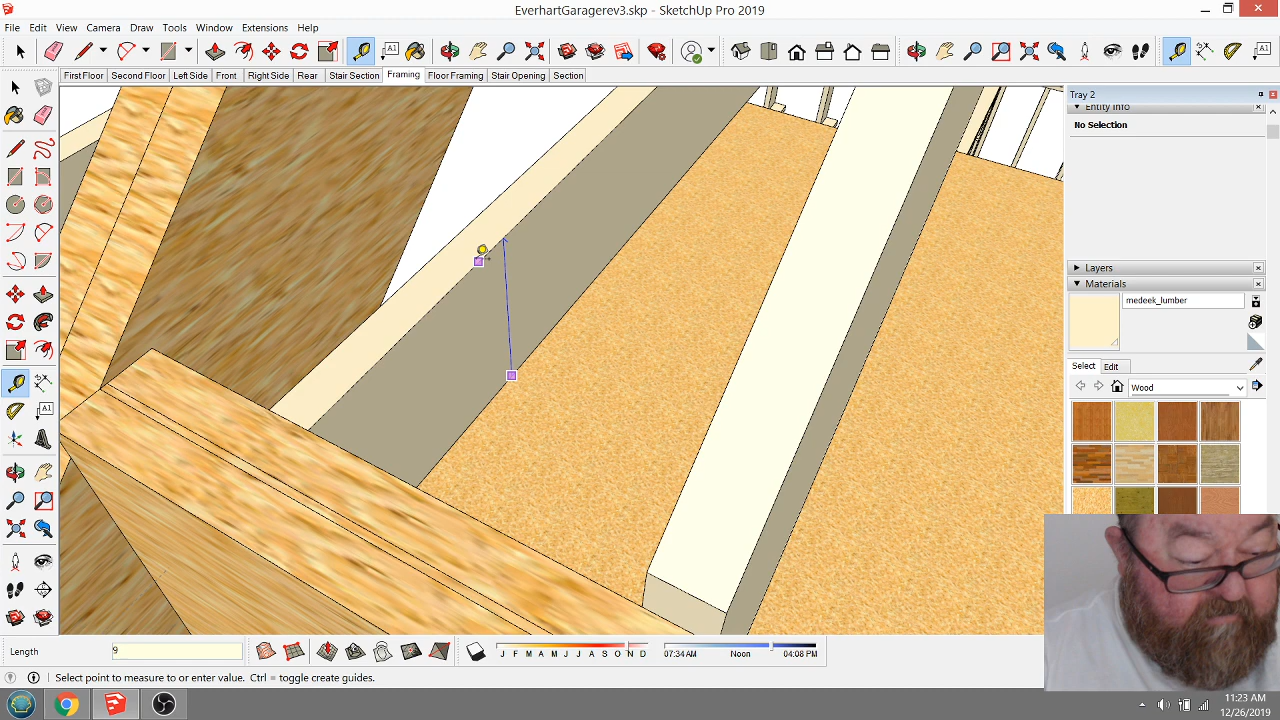 EverhartGaragerev3.skp - SketchUp Pro 2019
File Edit View Camera Draw Tools Window Extensions Help
First Floor Second Floor Left Side Front Right Side Rear Stair Section Framing Floor Framing Stair Opening Section
Tray 2
Entity Info
No Selection
Layers
Materials
medeek_lumber
Select Edit
Wood
A1
A1
A1
Length 9
J F M A M J J A S O N D
07:34 AM Noon 04:08 PM
Select point to measure to or enter value. Ctrl = toggle create guides.
11:23 AM
12/26/2019